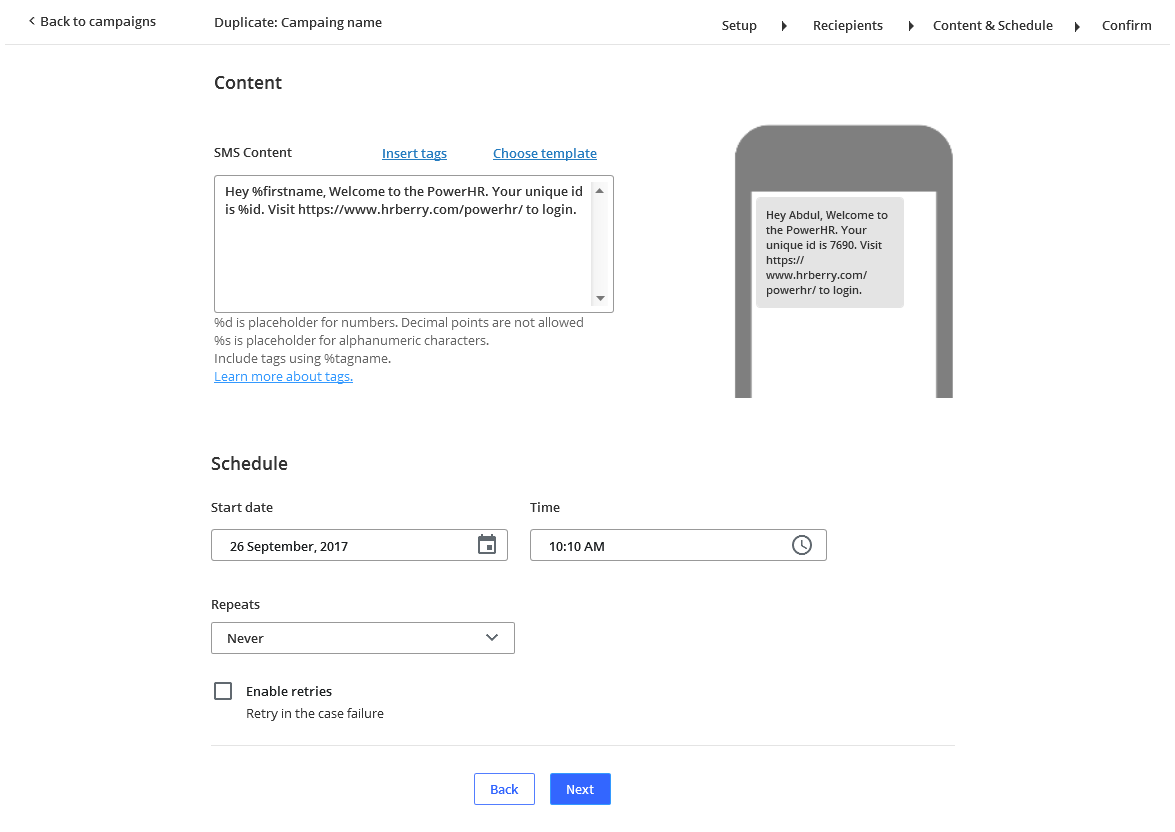 Back to campaigns
Duplicate: Campaing name
Setup
Reciepients
Content & Schedule
Confirm
Content
SMS Content
Insert tags
Choose template
Hey %firstname, Welcome to the PowerHR. Your unique id
is %id. Visit https://www.hrberry.com/powerhr/ to login.
%d is placeholder for numbers. Decimal points are not allowed
%s is placeholder for alphanumeric characters.
Include tags using %tagname.
Learn more about tags.
Hey Abdul, Welcome to
the PowerHR. Your
unique id is 7690. Visit
https://
www.hrberry.com/
powerhr/ to login.
Schedule
Start date
Time
26 September, 2017
10:10 AM
Repeats
Never
Enable retries
Retry in the case failure
Back
Next